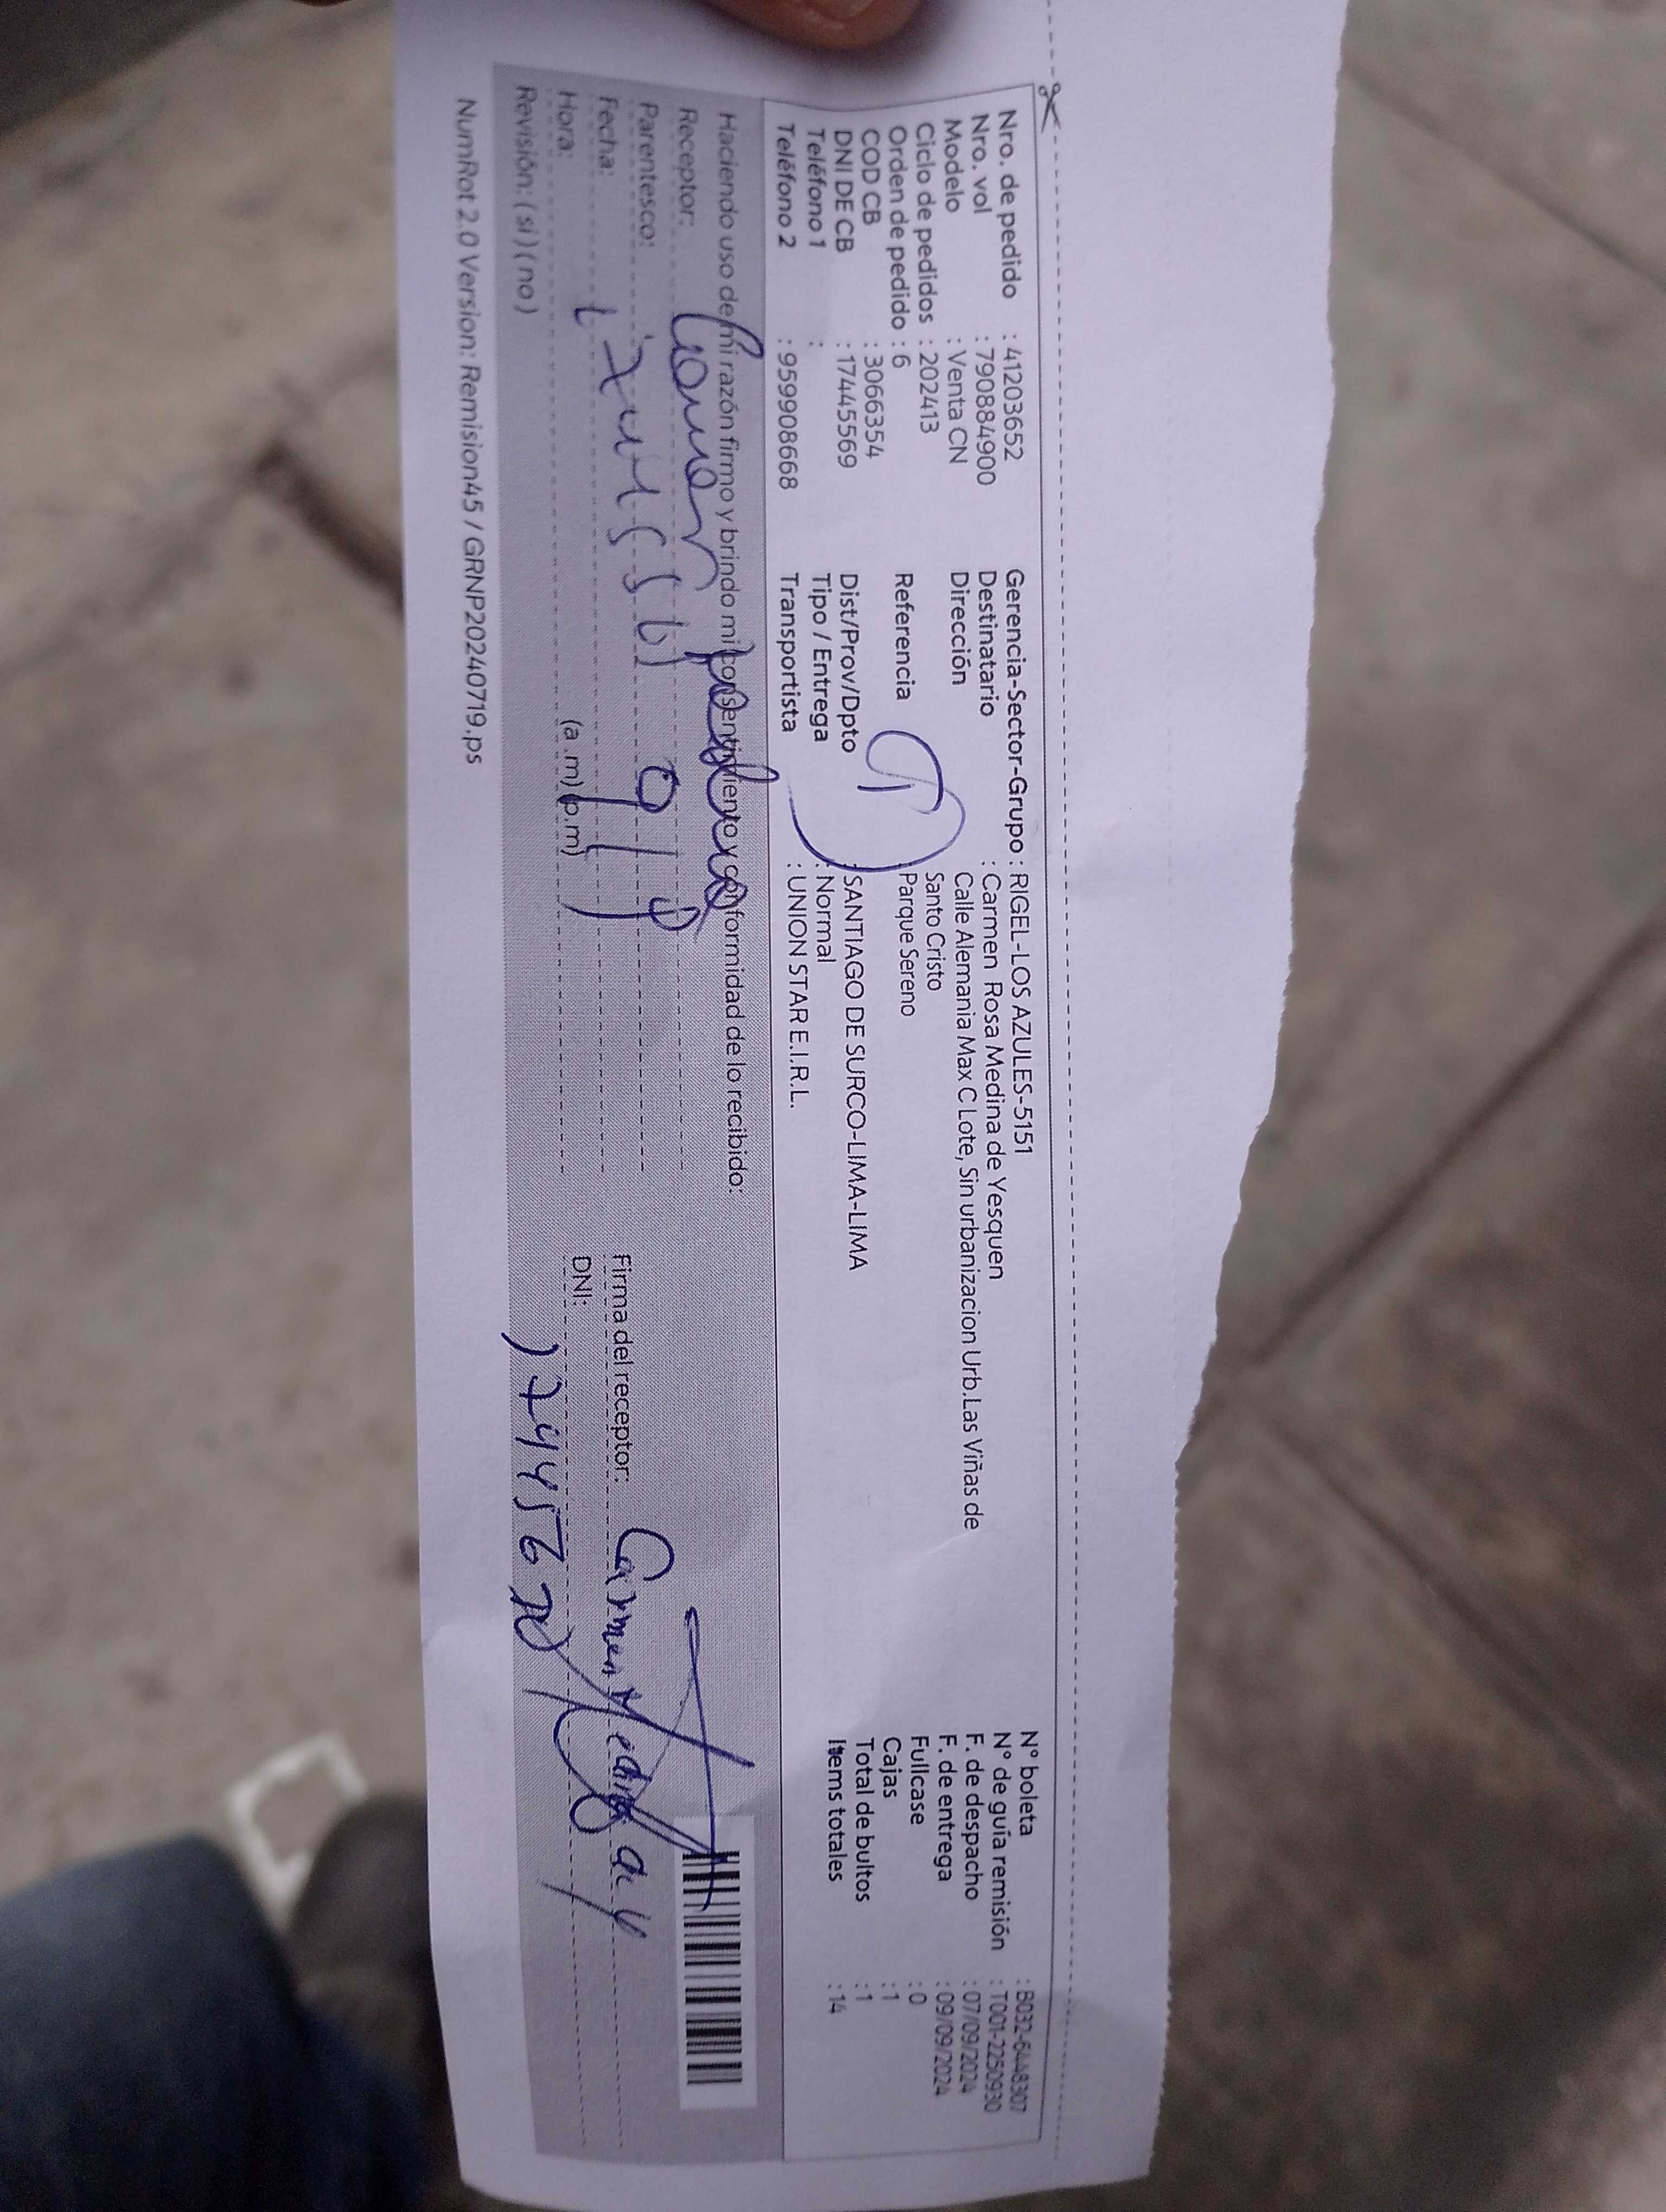 Nro. de pedido : 412036652
Nro. vol : 7908884900
Modelo : Venta CN
Ciclo de pedidos : 202413
Orden de pedido : 6
COD CB : 3066354
DNI DE CB : 17445569
Teléfono 1 :
Teléfono 2 : 959908668
Gerencia-Sector-Grupo : RIGEL-LOS AZULES-5151
Destinatario : Carmen Rosa Medina de Yesquen
Dirección Calle Alemania Max C Lote, Sin urbanizacion Urb.Las Viñas de
Santo Cristo
Referencia Parque Sereno
Dist/Prov/Dpto : SANTIAGO DE SURCO-LIMA-LIMA
Tipo / Entrega : Normal
Transportista : UNION STAR E.I.R.L.
N° boleta : B032-6448307
N° de guía remisión : T001-2250930
F. de despacho : 07/09/2024
F. de entrega : 09/09/2024
Fullcase : 0
Cajas : 1
Total de bultos : 1
Items totales : 14
Haciendo uso de mi razón firmo y brindo mi consentimiento y conformidad de lo recibido:
Receptor:
Parentesco:
Fecha:
Hora: (a.m) (p.m)
Revisión: ( si ) ( no )
Firma del receptor: Carmen Medina
DNI:
NumRot 2.0 Version: Remision45 / GRNP20240719.ps